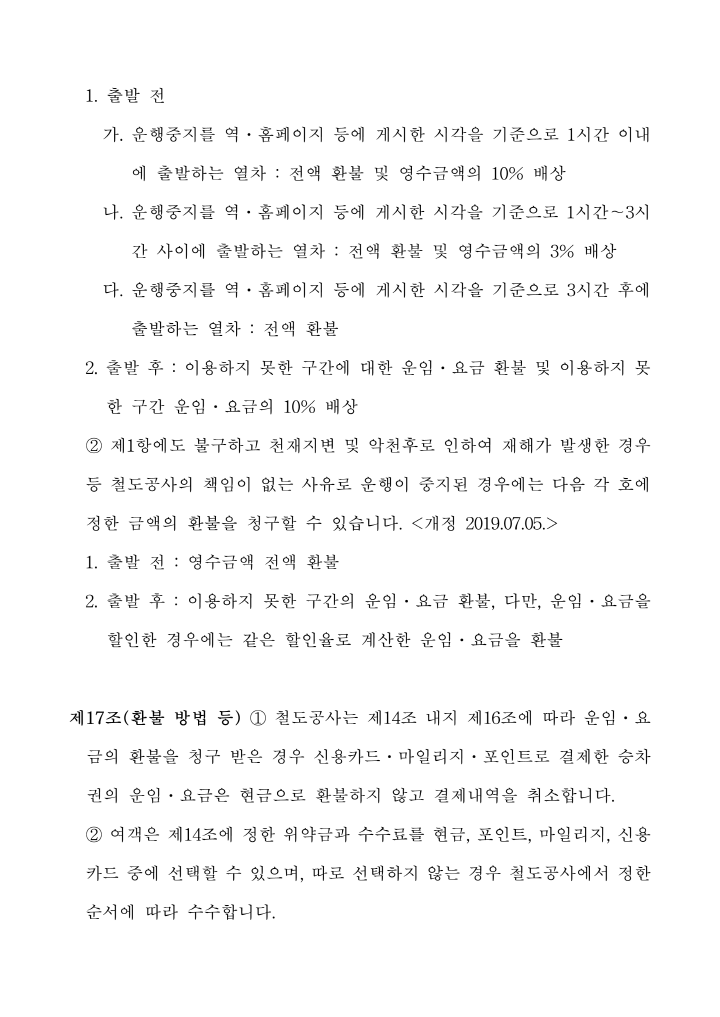 1. 출발 전
가. 운행중지를 역・홈페이지 등에 게시한 시각을 기준으로 1시간 이내
에 출발하는 열차 : 전액 환불 및 영수금액의 10% 배상
나. 운행중지를 역・홈페이지 등에 게시한 시각을 기준으로 1시간~3시
간 사이에 출발하는 열차 : 전액 환불 및 영수금액의 3% 배상
다. 운행중지를 역・홈페이지 등에 게시한 시각을 기준으로 3시간 후에
출발하는 열차 : 전액 환불
2. 출발 후 : 이용하지 못한 구간에 대한 운임・요금 환불 및 이용하지 못
한 구간 운임・요금의 10% 배상
② 제1항에도 불구하고 천재지변 및 악천후로 인하여 재해가 발생한 경우
등 철도공사의 책임이 없는 사유로 운행이 중지된 경우에는 다음 각 호에
정한 금액의 환불을 청구할 수 있습니다. <개정 2019.07.05.>
1. 출발 전 : 영수금액 전액 환불
2. 출발 후 : 이용하지 못한 구간의 운임・요금 환불, 다만, 운임・요금을
할인한 경우에는 같은 할인율로 계산한 운임・요금을 환불
제17조(환불 방법 등) ① 철도공사는 제14조 내지 제16조에 따라 운임・요
금의 환불을 청구 받은 경우 신용카드・마일리지・포인트로 결제한 승차
권의 운임・요금은 현금으로 환불하지 않고 결제내역을 취소합니다.
② 여객은 제14조에 정한 위약금과 수수료를 현금, 포인트, 마일리지, 신용
카드 중에 선택할 수 있으며, 따로 선택하지 않는 경우 철도공사에서 정한
순서에 따라 수수합니다.